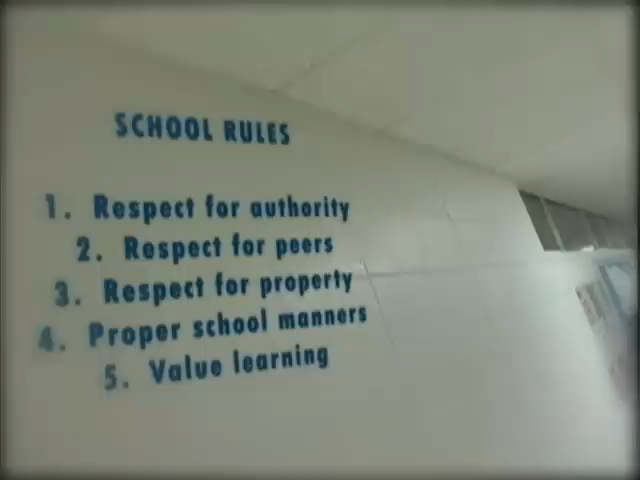 SCHOOL RULES
1. Respect for authority
2. Respect for peers
3. Respect for property
4. Proper school manners
5. Value learning